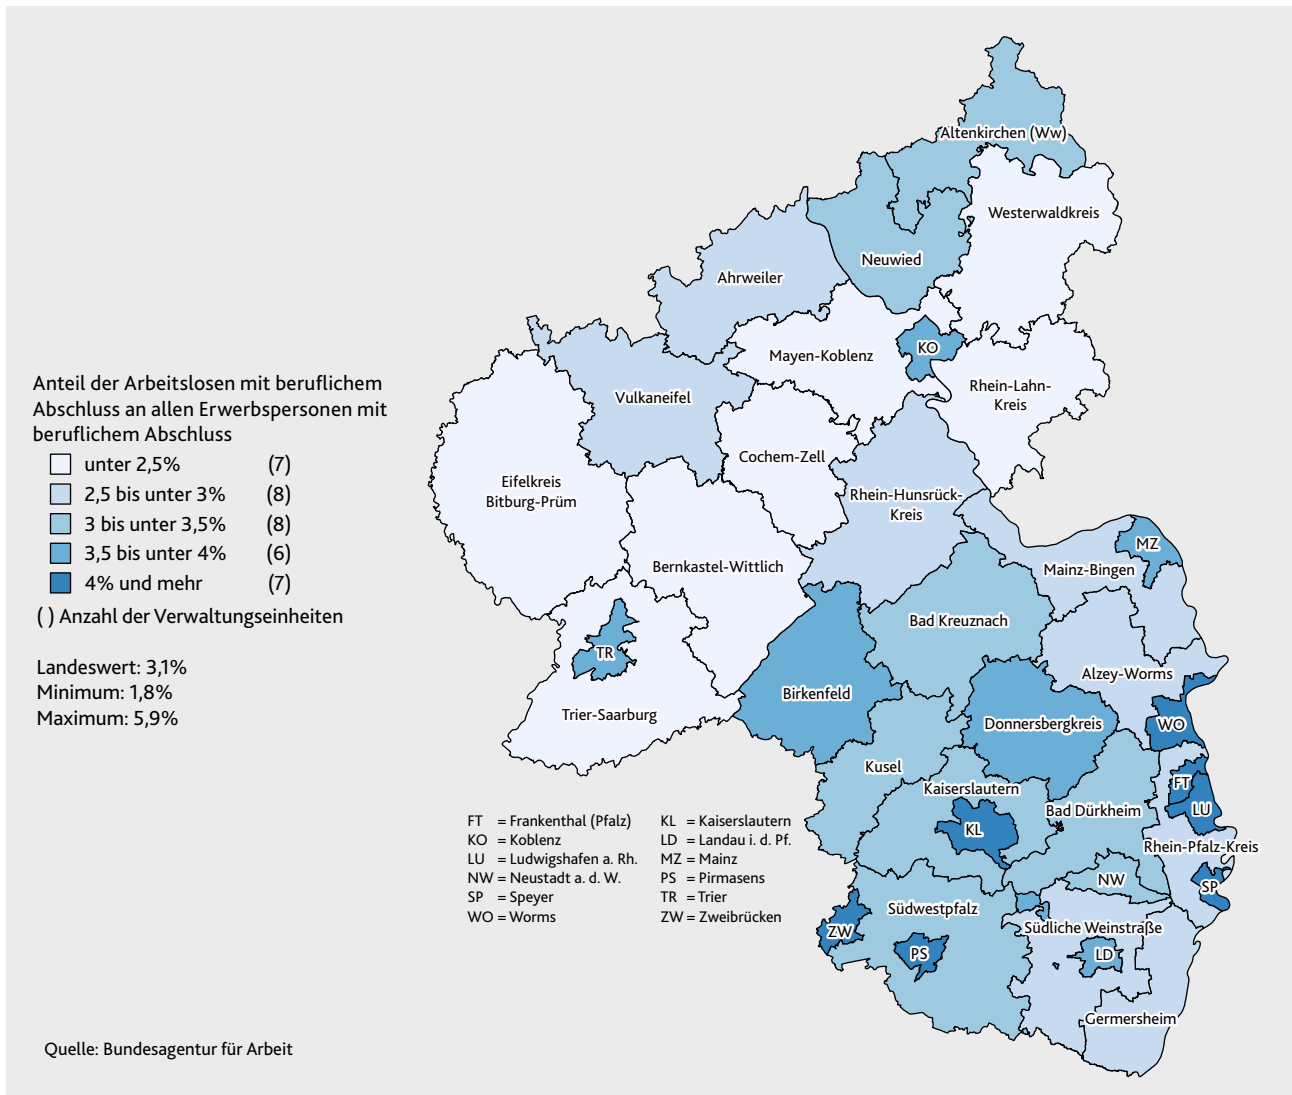 Altenkirchen (Ww)
Westerwaldkreis
Neuwied
Ahrweiler
KO
Mayen-Koblenz
Rhein-Lahn-
Kreis
Vulkaneifel
Cochem-Zell
Eifelkreis
Bitburg-Prüm
Rhein-Hunsrück-
Kreis
Bernkastel-Wittlich
MZ
Mainz-Bingen
Bad Kreuznach
TR
Alzey-Worms
Birkenfeld
Trier-Saarburg
Donnersbergkreis
WO
Kusel
Kaiserslautern
FT
Bad Dürkheim
LU
KL
Rhein-Pfalz-Kreis
NW
SP
Südwestpfalz
Südliche Weinstraße
ZW
PS
LD
Germersheim
Anteil der Arbeitslosen mit beruflichem
Abschluss an allen Erwerbspersonen mit
beruflichem Abschluss
unter 2,5% (7)
2,5 bis unter 3% (8)
3 bis unter 3,5% (8)
3,5 bis unter 4% (6)
4% und mehr (7)
( ) Anzahl der Verwaltungseinheiten
Landeswert: 3,1%
Minimum: 1,8%
Maximum: 5,9%
FT = Frankenthal (Pfalz) KL = Kaiserslautern
KO = Koblenz LD = Landau i. d. Pf.
LU = Ludwigshafen a. Rh. MZ = Mainz
NW = Neustadt a. d. W. PS = Pirmasens
SP = Speyer TR = Trier
WO = Worms ZW = Zweibrücken
Quelle: Bundesagentur für Arbeit